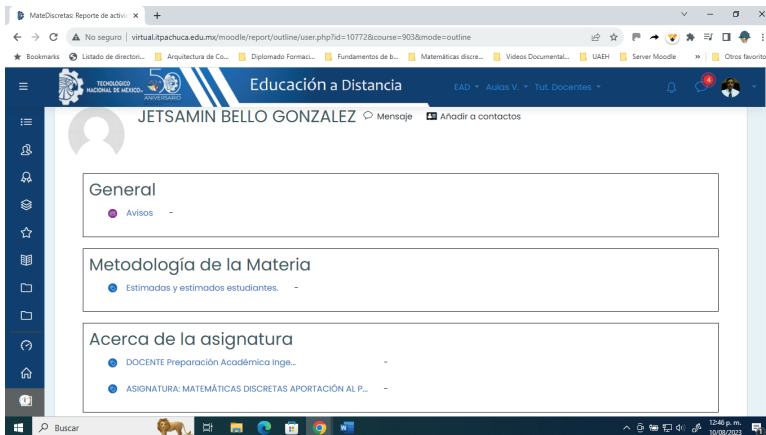 MateDiscretas: Reporte de activid
No seguro | virtual.itpachuca.edu.mx/moodle/report/outline/user.php?id=10772&course=903&mode=outline
Bookmarks Listado de directori... Arquitectura de Co... Diplomado Formaci... Fundamentos de b... Matemáticas discre... Videos Documental... UAEH Server Moodle » Otros favorito
TECNOLÓGICO NACIONAL DE MÉXICO. 50 ANIVERSARIO Educación a Distancia EAD Aulas V. Tut. Docentes 4
JETSAMIN BELLO GONZALEZ Mensaje Añadir a contactos
General
Avisos -
Metodología de la Materia
Estimadas y estimados estudiantes. -
Acerca de la asignatura
DOCENTE Preparación Académica Inge... -
ASIGNATURA: MATEMÁTICAS DISCRETAS APORTACIÓN AL P... -
Buscar 12:46 p. m.
10/08/2023